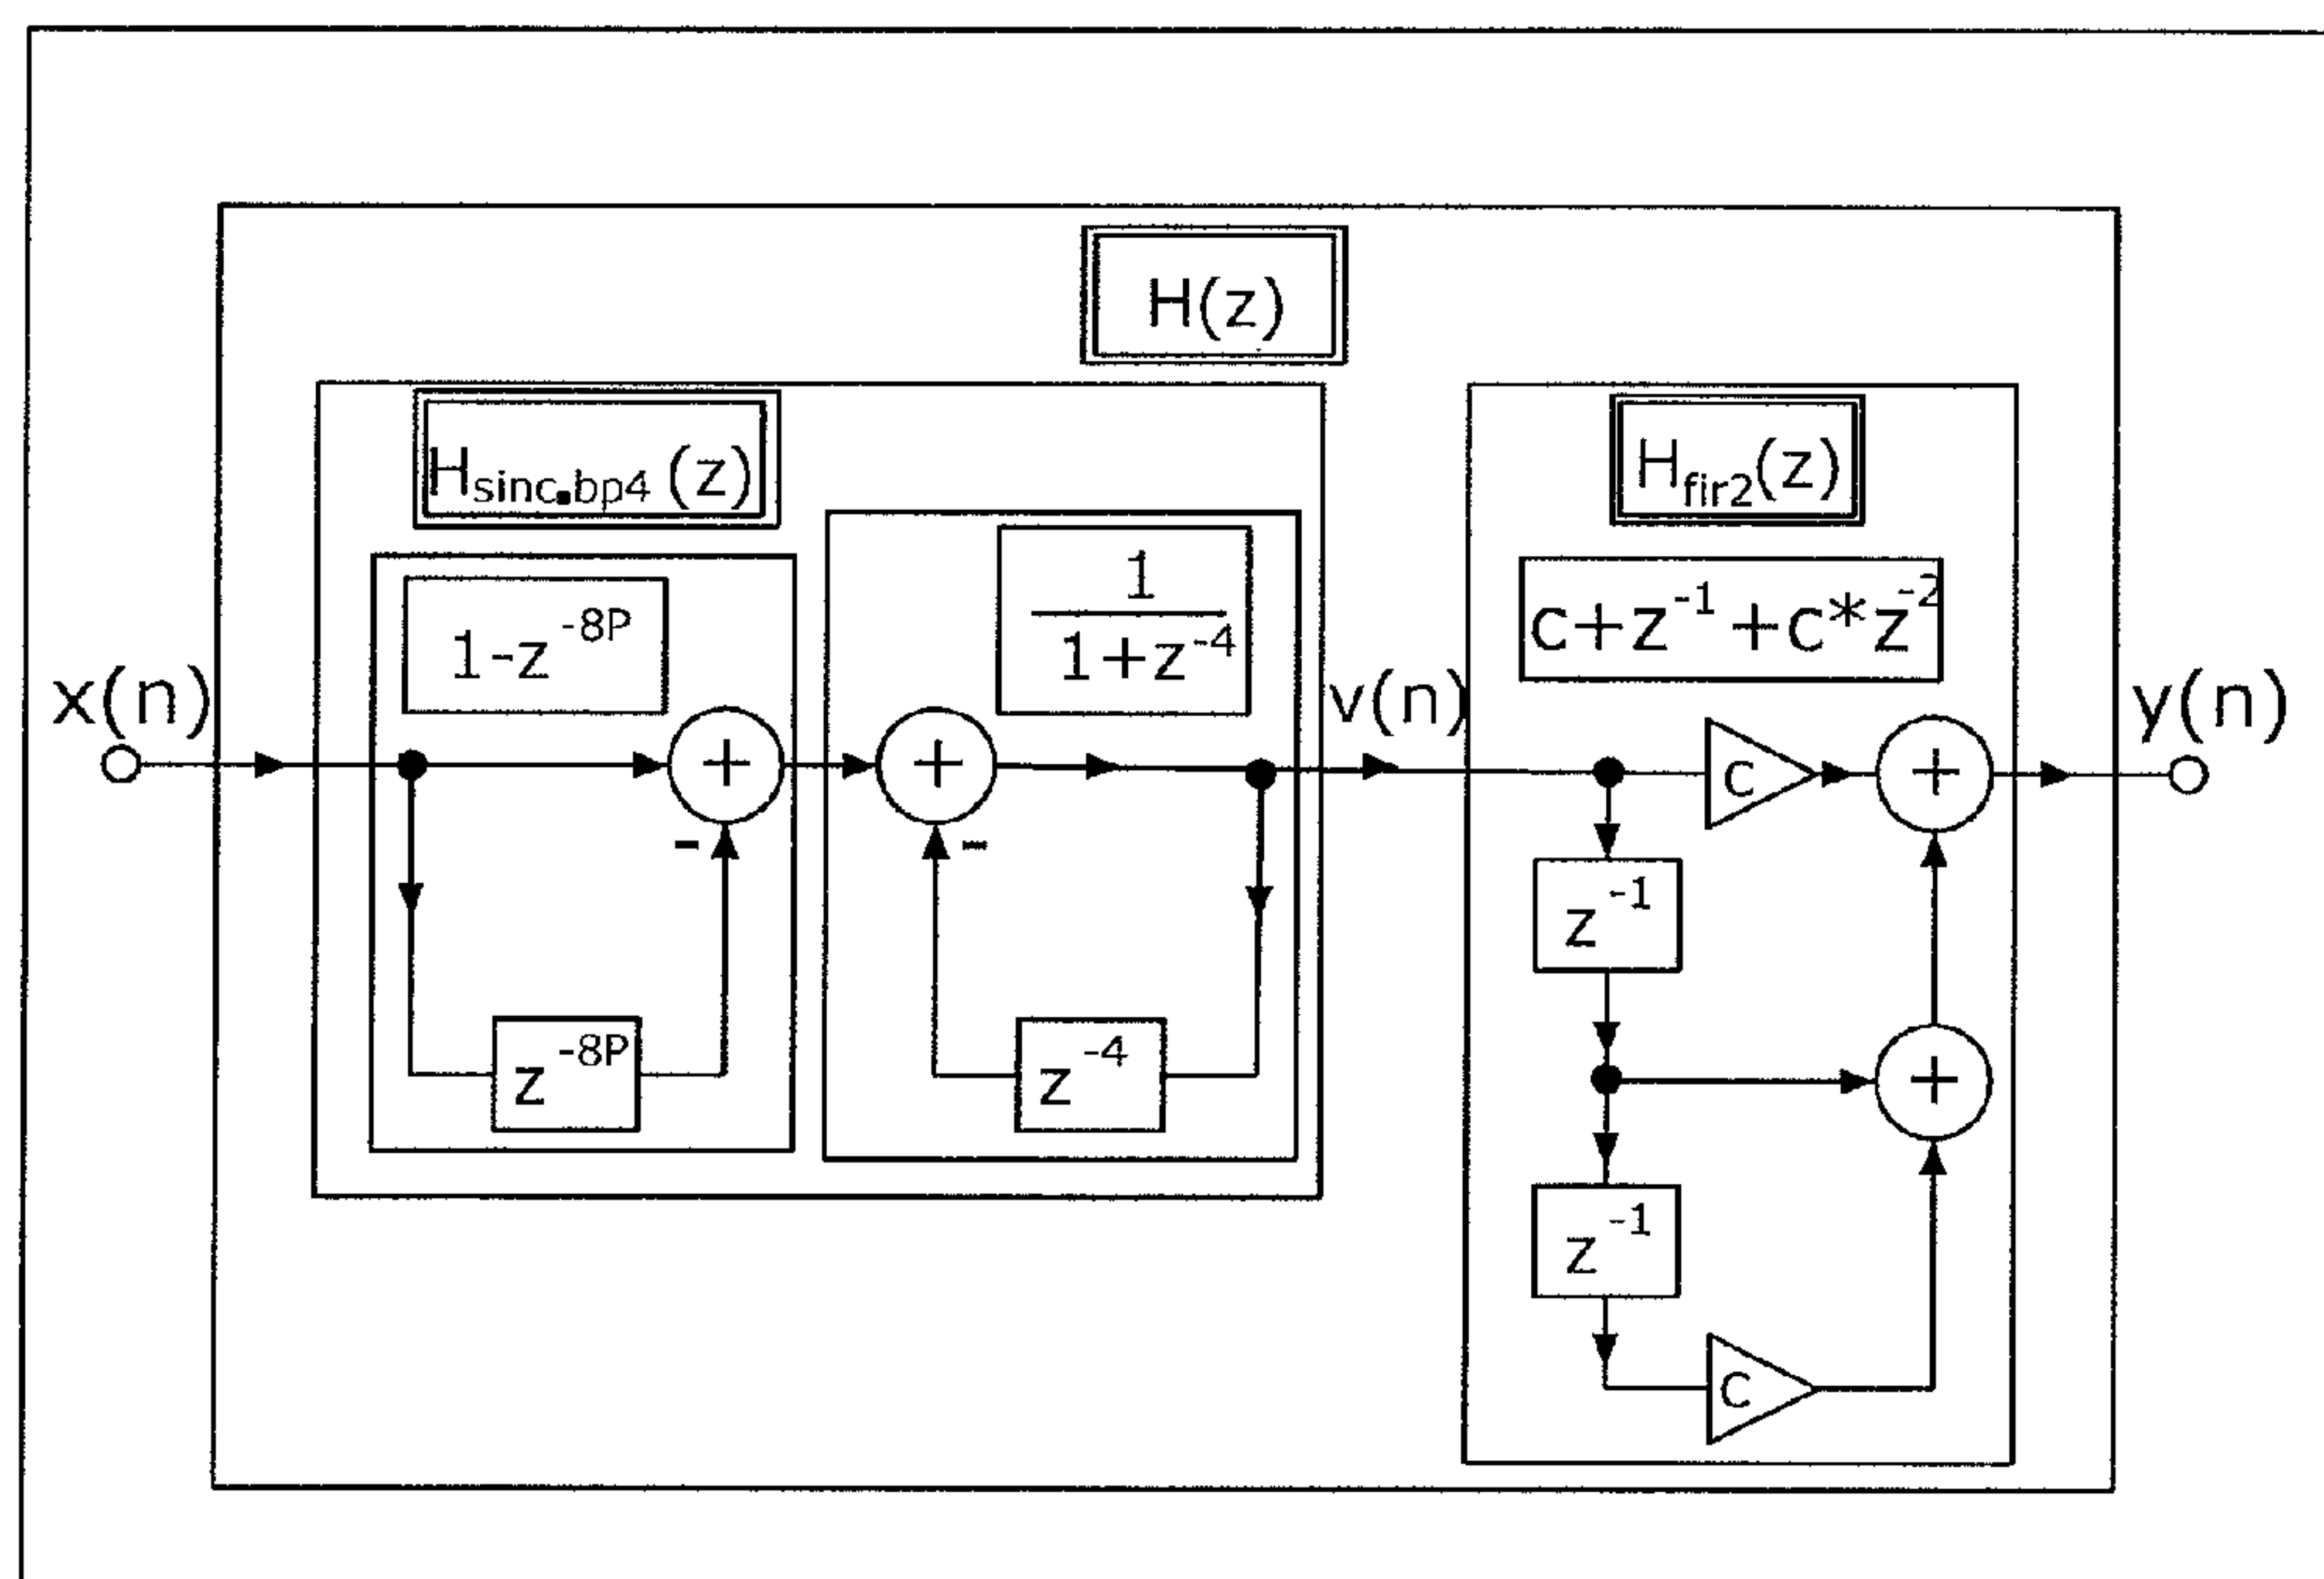 H(z)
Hsinc.bp4 (z)
Hfir2(z)
1-z^-8P
1
1+z^-4
c+z^-1+c*z^-2
x(n)
v(n)
y(n)
+
+
c
+
-
-
z^-1
z^-8P
z^-4
+
z^-1
c